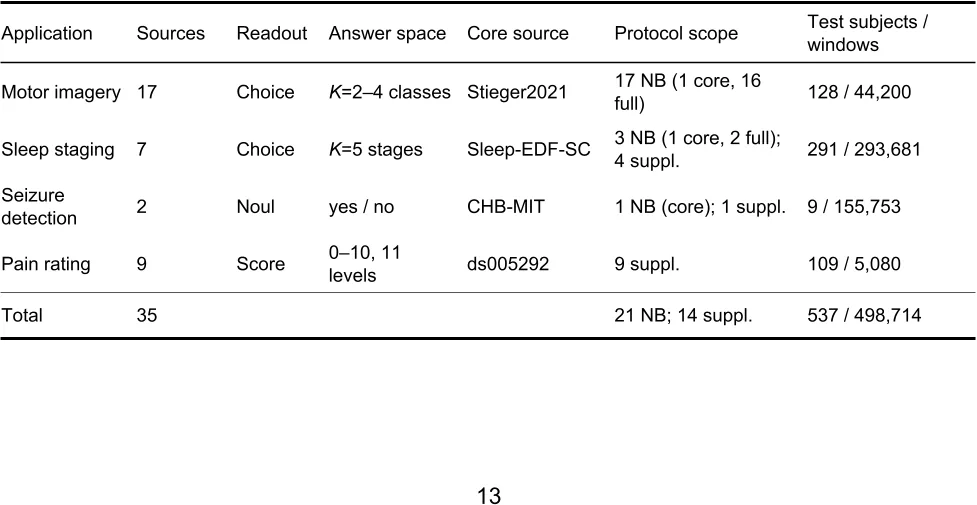 Application Sources Readout Answer space Core source Protocol scope Test subjects / windows
Motor imagery 17 Choice K=2–4 classes Stieger2021 17 NB (1 core, 16 full) 128 / 44,200
Sleep staging 7 Choice K=5 stages Sleep-EDF-SC 3 NB (1 core, 2 full); 4 suppl. 291 / 293,681
Seizure detection 2 Noul yes / no CHB-MIT 1 NB (core); 1 suppl. 9 / 155,753
Pain rating 9 Score 0–10, 11 levels ds005292 9 suppl. 109 / 5,080
Total 35 21 NB; 14 suppl. 537 / 498,714
13